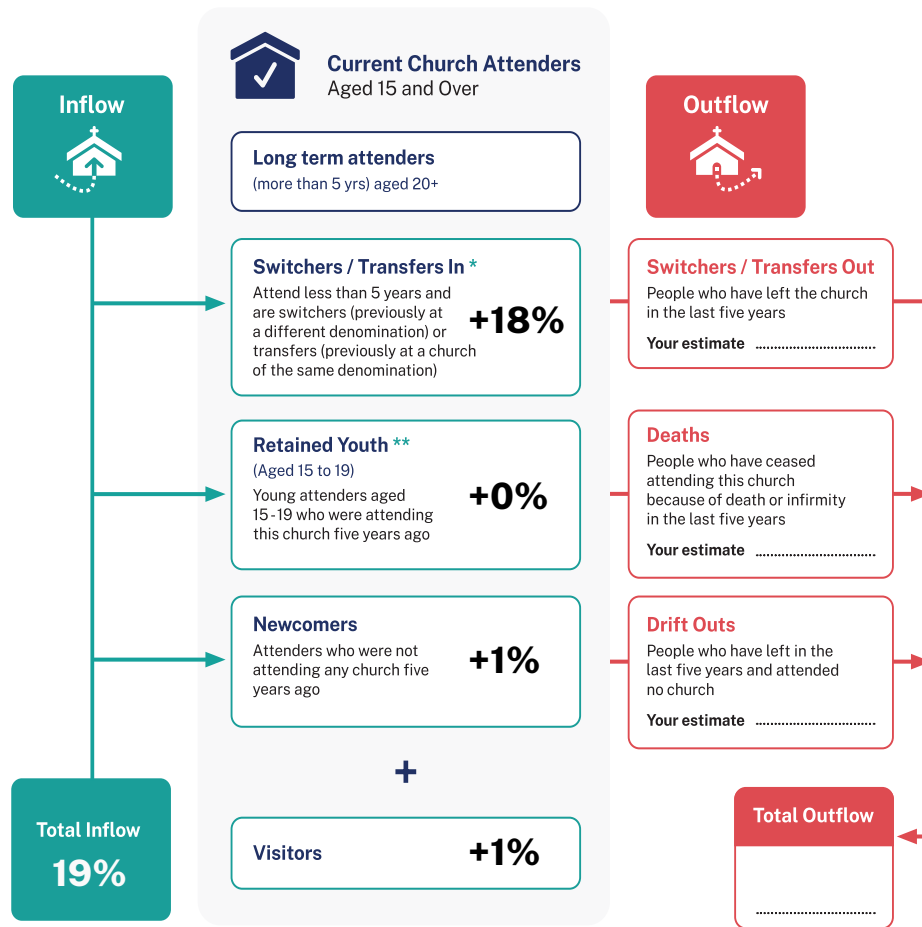 Inflow
Total Inflow
19%
Current Church Attenders
Aged 15 and Over
Long term attenders
(more than 5 yrs) aged 20+
Switchers / Transfers In *
Attend less than 5 years and
are switchers (previously at
a different denomination) or
transfers (previously at a church
of the same denomination)
+18%
Retained Youth **
(Aged 15 to 19)
Young attenders aged
15-19 who were attending
this church five years ago
+0%
Newcomers
Attenders who were not
attending any church five
years ago
+1%
+
Visitors
+1%
Outflow
Switchers / Transfers Out
People who have left the church
in the last five years
Your estimate ................................
Deaths
People who have ceased
attending this church
because of death or infirmity
in the last five years
Your estimate ................................
Drift Outs
People who have left in the
last five years and attended
no church
Your estimate ................................
Total Outflow
................................